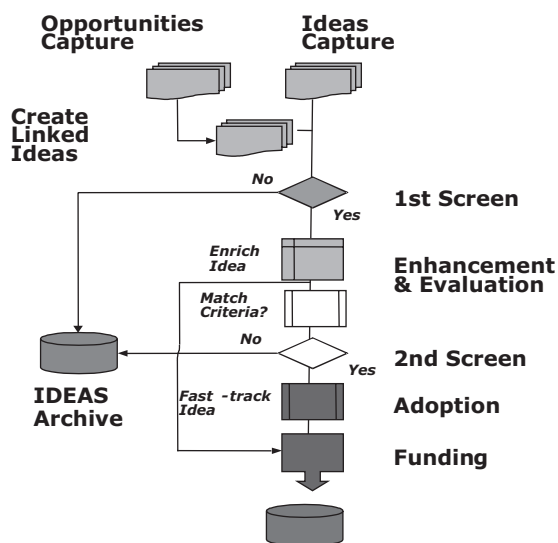 Opportunities
Capture
Ideas
Capture
Create
Linked
Ideas
No
1st Screen
Yes
Enrich
Idea
Enhancement
& Evaluation
Match
Criteria?
No
2nd Screen
Yes
IDEAS
Archive
Fast -track
Idea
Adoption
Funding